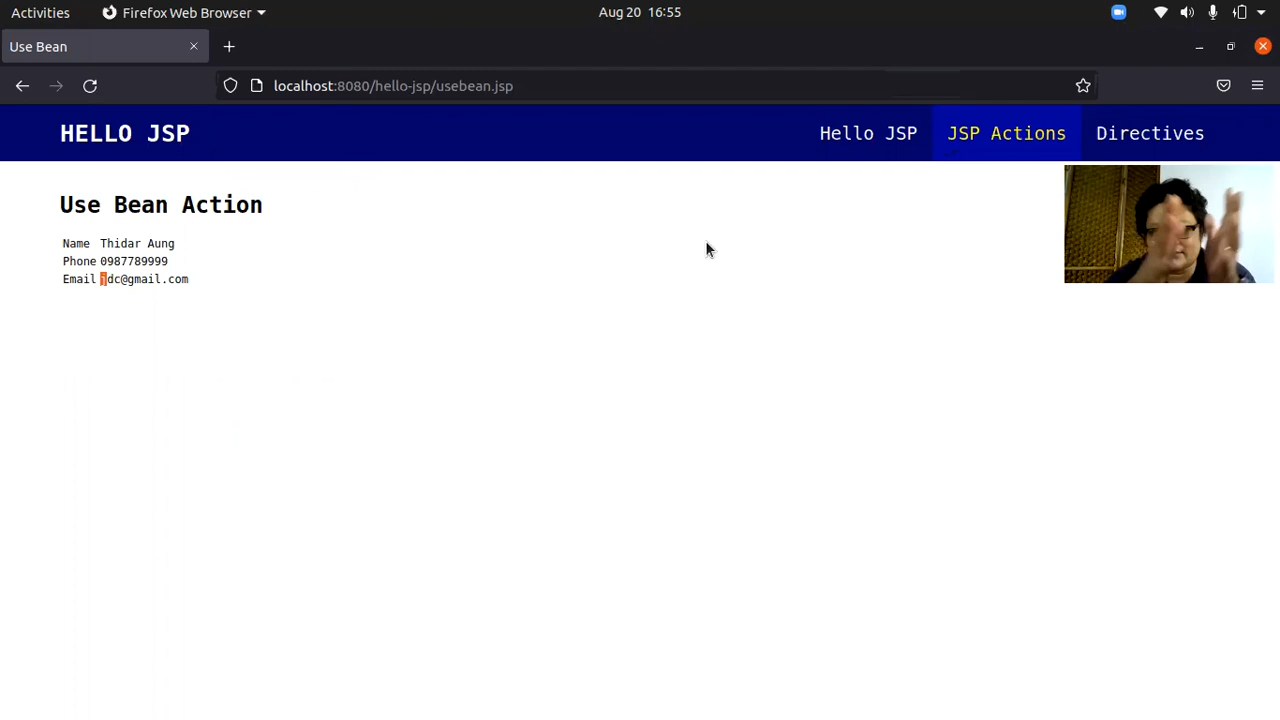 Activities Firefox Web Browser Aug 20 16:55
Use Bean
localhost:8080/hello-jsp/usebean.jsp
HELLO JSP Hello JSP JSP Actions Directives
Use Bean Action
Name Thidar Aung
Phone 0987789999
Email jdc@gmail.com